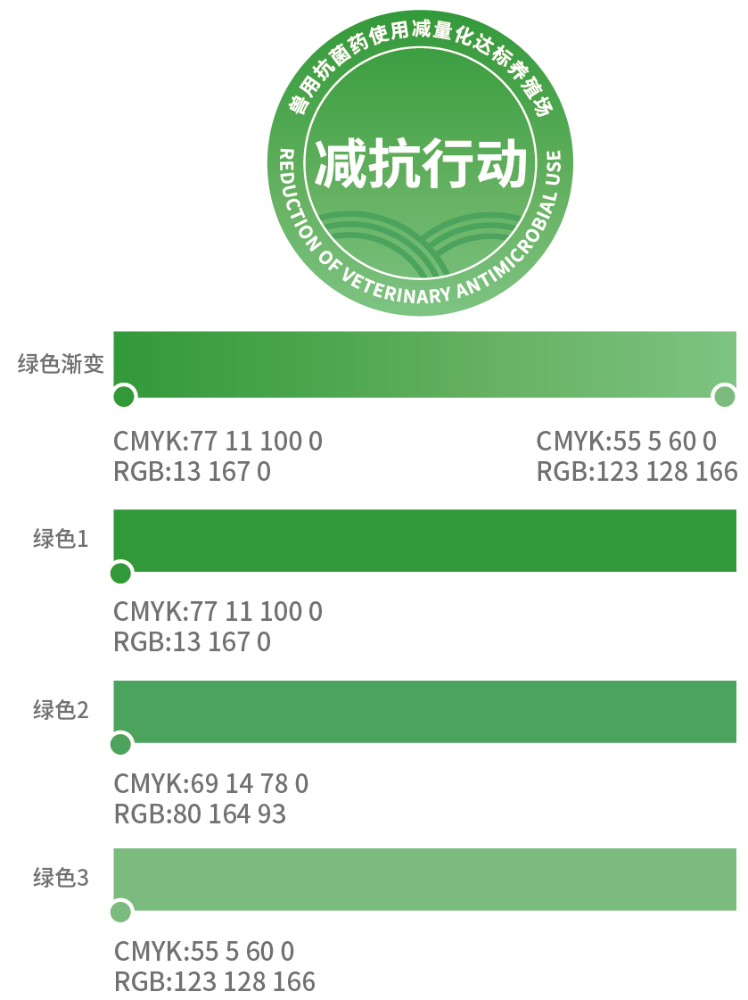 兽用抗菌药使用减量化达标养殖场
减抗行动
REDUCTION OF VETERINARY ANTIMICROBIAL USE
绿色渐变
CMYK:77 11 100 0
RGB:13 167 0
CMYK:55 5 60 0
RGB:123 128 166
绿色1
CMYK:77 11 100 0
RGB:13 167 0
绿色2
CMYK:69 14 78 0
RGB:80 164 93
绿色3
CMYK:55 5 60 0
RGB:123 128 166